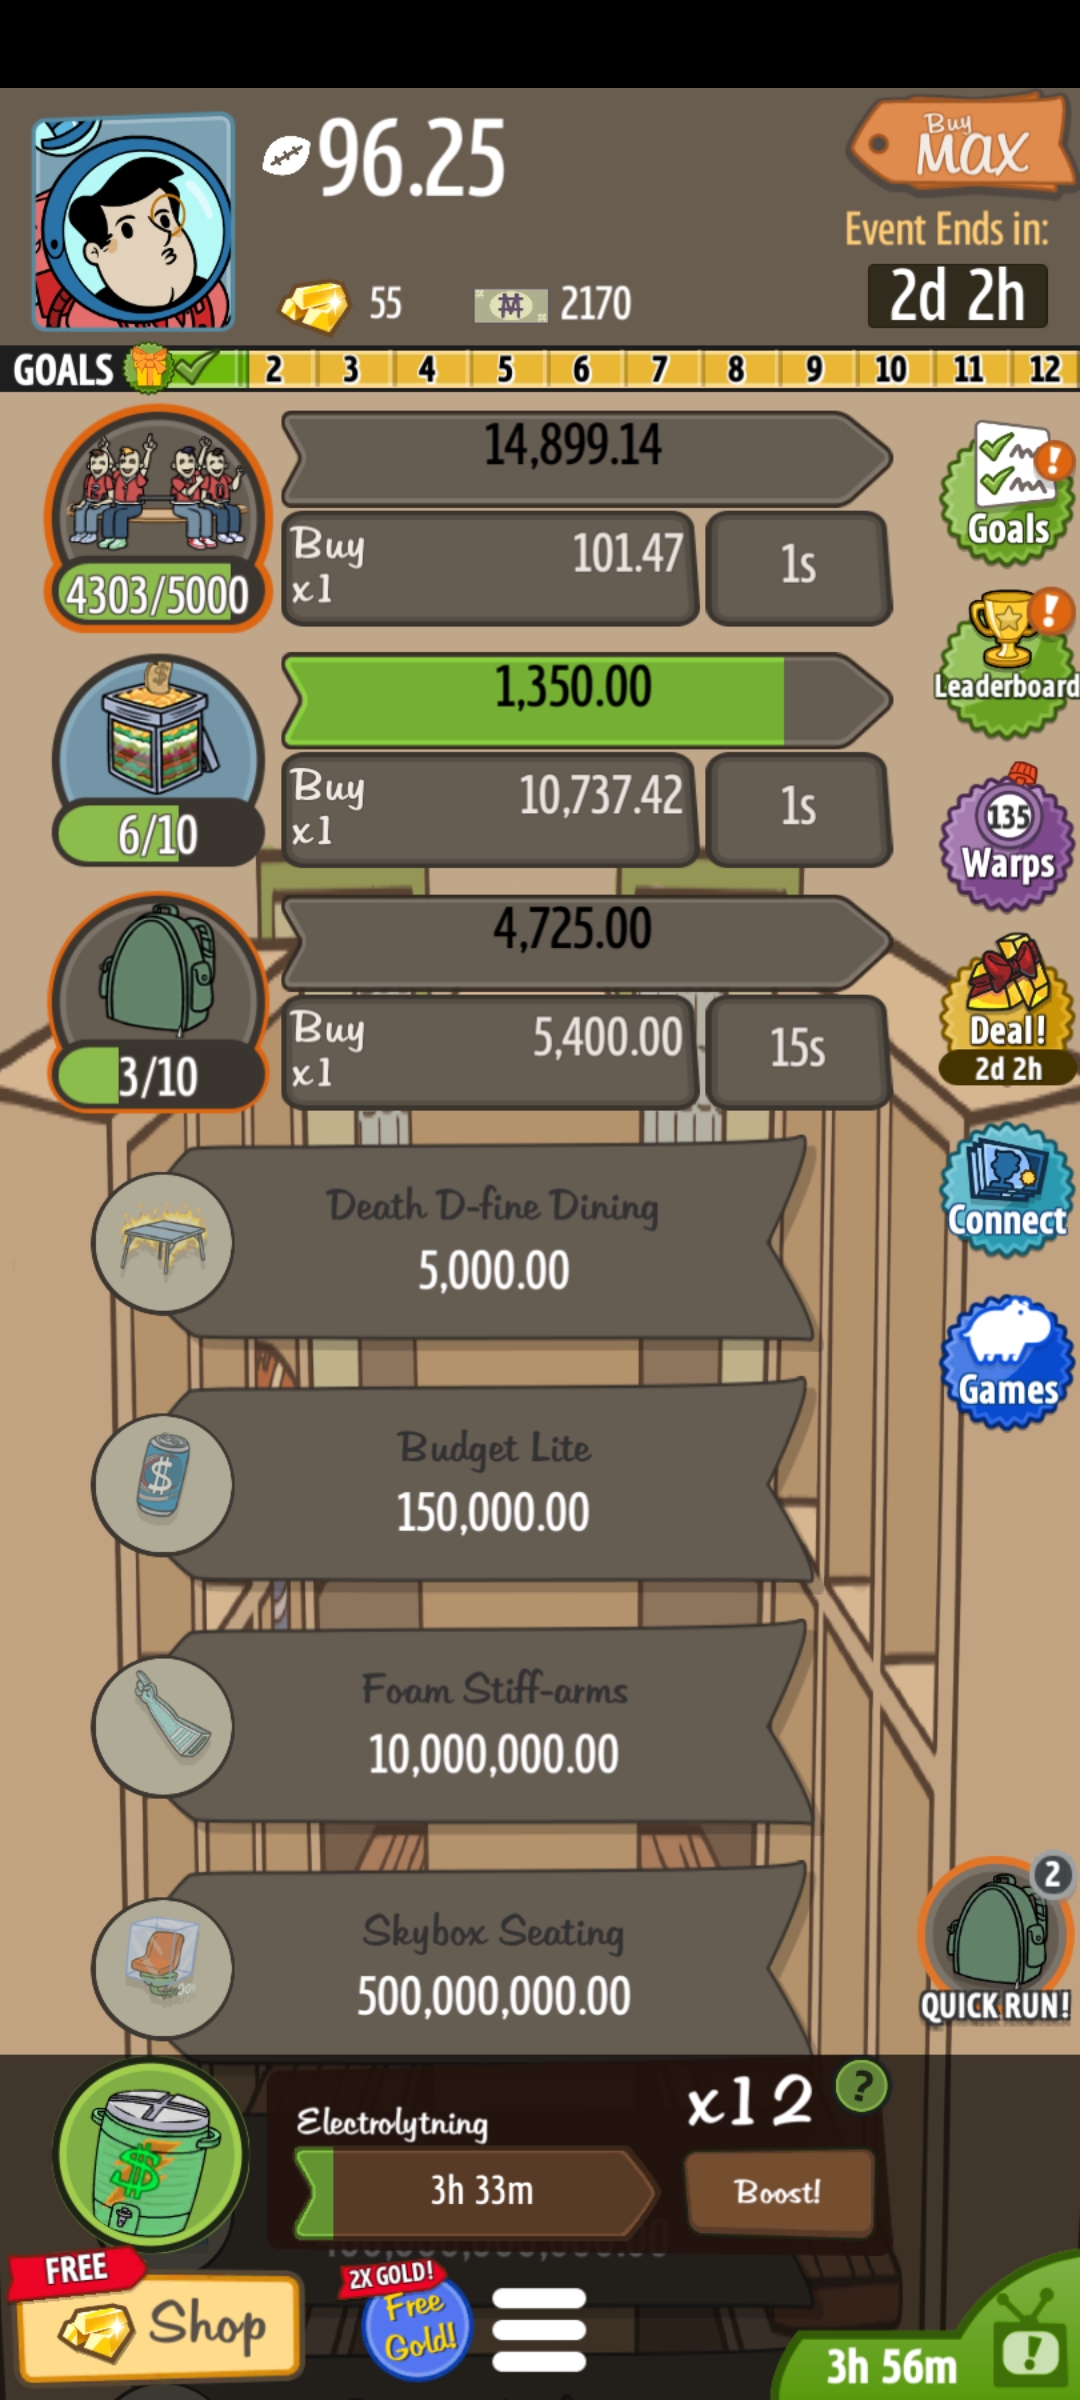 96.25
Buy
MAX
Event Ends in:
2d 2h
55
2170
GOALS 2 3 4 5 6 7 8 9 10 11 12
14,899.14
4303/5000
Buy
x1
101.47
1s
Goals
1,350.00
6/10
Buy
x1
10,737.42
1s
Leaderboard
135
Warps
4,725.00
3/10
Buy
x1
5,400.00
15s
Deal!
2d 2h
Death D-fine Dining
5,000.00
Connect
Budget Lite
150,000.00
Games
Foam Stiff-arms
10,000,000.00
Skybox Seating
500,000,000.00
2
QUICK RUN!
Electrolytning
3h 33m
x12
?
Boost!
FREE
Shop
2X GOLD!
Free
Gold!
3h 56m